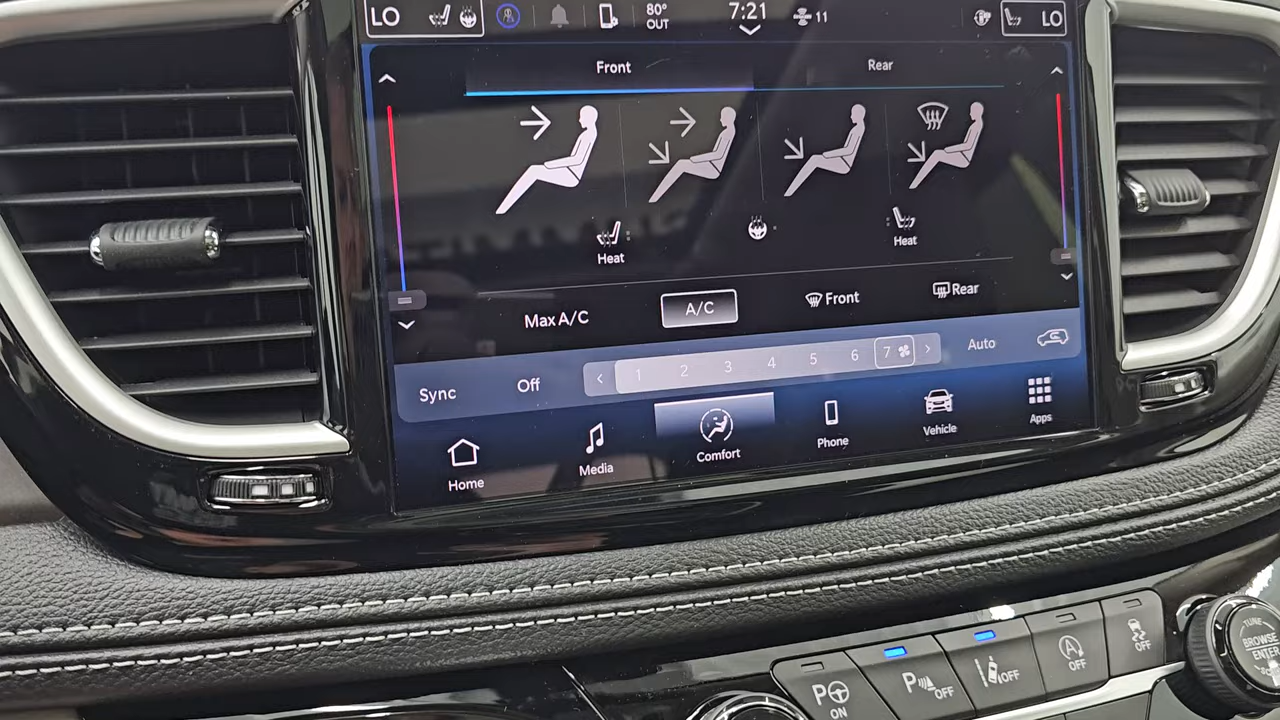 LO
80°
OUT
7:21
11
LO
Front
Rear
Heat
Heat
Max A/C
A/C
Front
Rear
Sync
Off
1 2 3 4 5 6 7
Auto
Home
Media
Comfort
Phone
Vehicle
Apps
P
ON
P OFF
OFF
A OFF
OFF
TUNE
BROWSE
ENTER